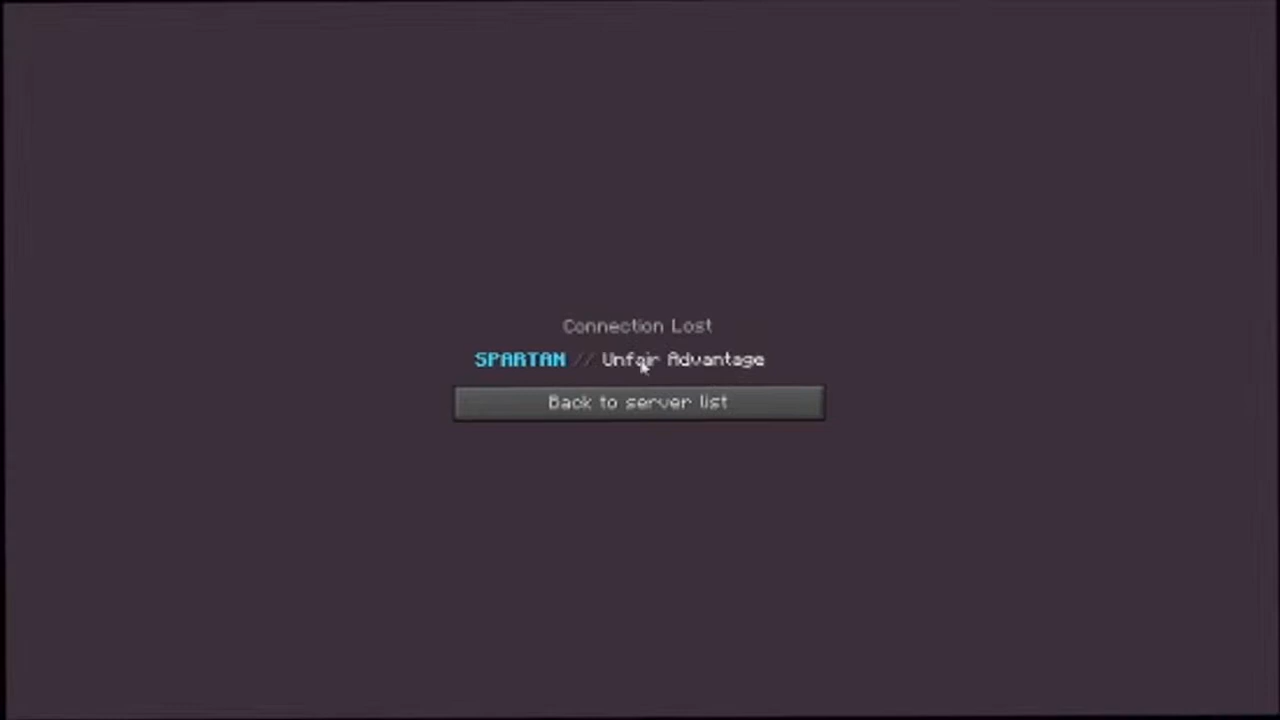 Connection Lost
SPARTAN // Unfair Advantage
Back to server list